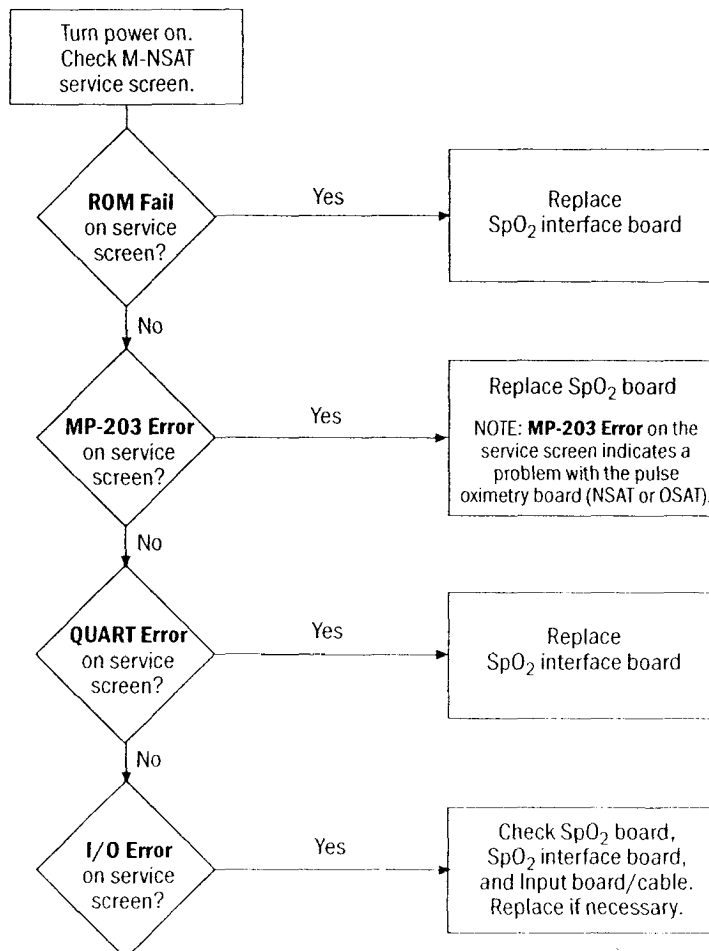 Turn power on.
Check M-NSAT
service screen.
ROM Fail
on service
screen?
Yes
Replace
SpO₂ interface board
No
MP-203 Error
on service
screen?
Yes
Replace SpO₂ board
NOTE: MP-203 Error on the
service screen indicates a
problem with the pulse
oximetry board (NSAT or OSAT).
No
QUART Error
on service
screen?
Yes
Replace
SpO₂ interface board
No
I/O Error
on service
screen?
Yes
Check SpO₂ board,
SpO₂ interface board,
and Input board/cable.
Replace if necessary.